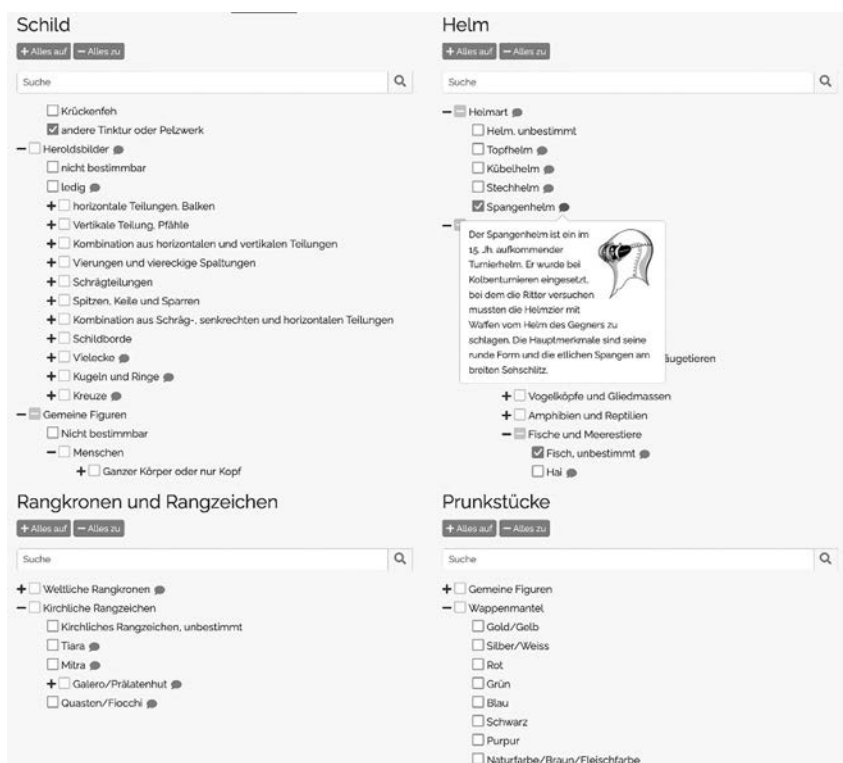 Schild
Alles auf Alles zu
Suche
Krückenfeh
andere Tinktur oder Pelzwerk
Heroldsbilder
nicht bestimmbar
ledig
horizontale Teilungen, Balken
Vertikale Teilung, Pfähle
Kombination aus horizontalen und vertikalen Teilungen
Vierungen und viereckige Spaltungen
Schrägteilungen
Spitzen, Keile und Sparren
Kombination aus Schräg-, senkrechten und horizontalen Teilungen
Schildborde
Vielecke
Kugeln und Ringe
Kreuze
Gemeine Figuren
Nicht bestimmbar
Menschen
Ganzer Körper oder nur Kopf
Helm
Alles auf Alles zu
Suche
Helmart
Helm, unbestimmt
Topfhelm
Kübelhelm
Stechhelm
Spangenhelm
Der Spangenhelm ist ein im
15. Jh. aufkommender
Turnierhelm. Er wurde bei
Kolbenturnieren eingesetzt,
bei dem die Ritter versuchen
mussten die Helmzier mit
Waffen vom Helm des Gegners zu
schlagen. Die Hauptmerkmale sind seine
runde Form und die etlichen Spangen am
breiten Sehschlitz.
äugetieren
Vogelköpfe und Gliedmassen
Amphibien und Reptilien
Fische und Meerestiere
Fisch, unbestimmt
Hai
Rangkronen und Rangzeichen
Alles auf Alles zu
Suche
Weltliche Rangkronen
Kirchliche Rangzeichen
Kirchliches Rangzeichen, unbestimmt
Tiara
Mitra
Galero/Prälatenhut
Quasten/Fiocchi
Prunkstücke
Alles auf Alles zu
Suche
Gemeine Figuren
Wappenmantel
Gold/Gelb
Silber/Weiss
Rot
Grün
Blau
Schwarz
Purpur
Naturfarbe/Braun/Fleischfarbe